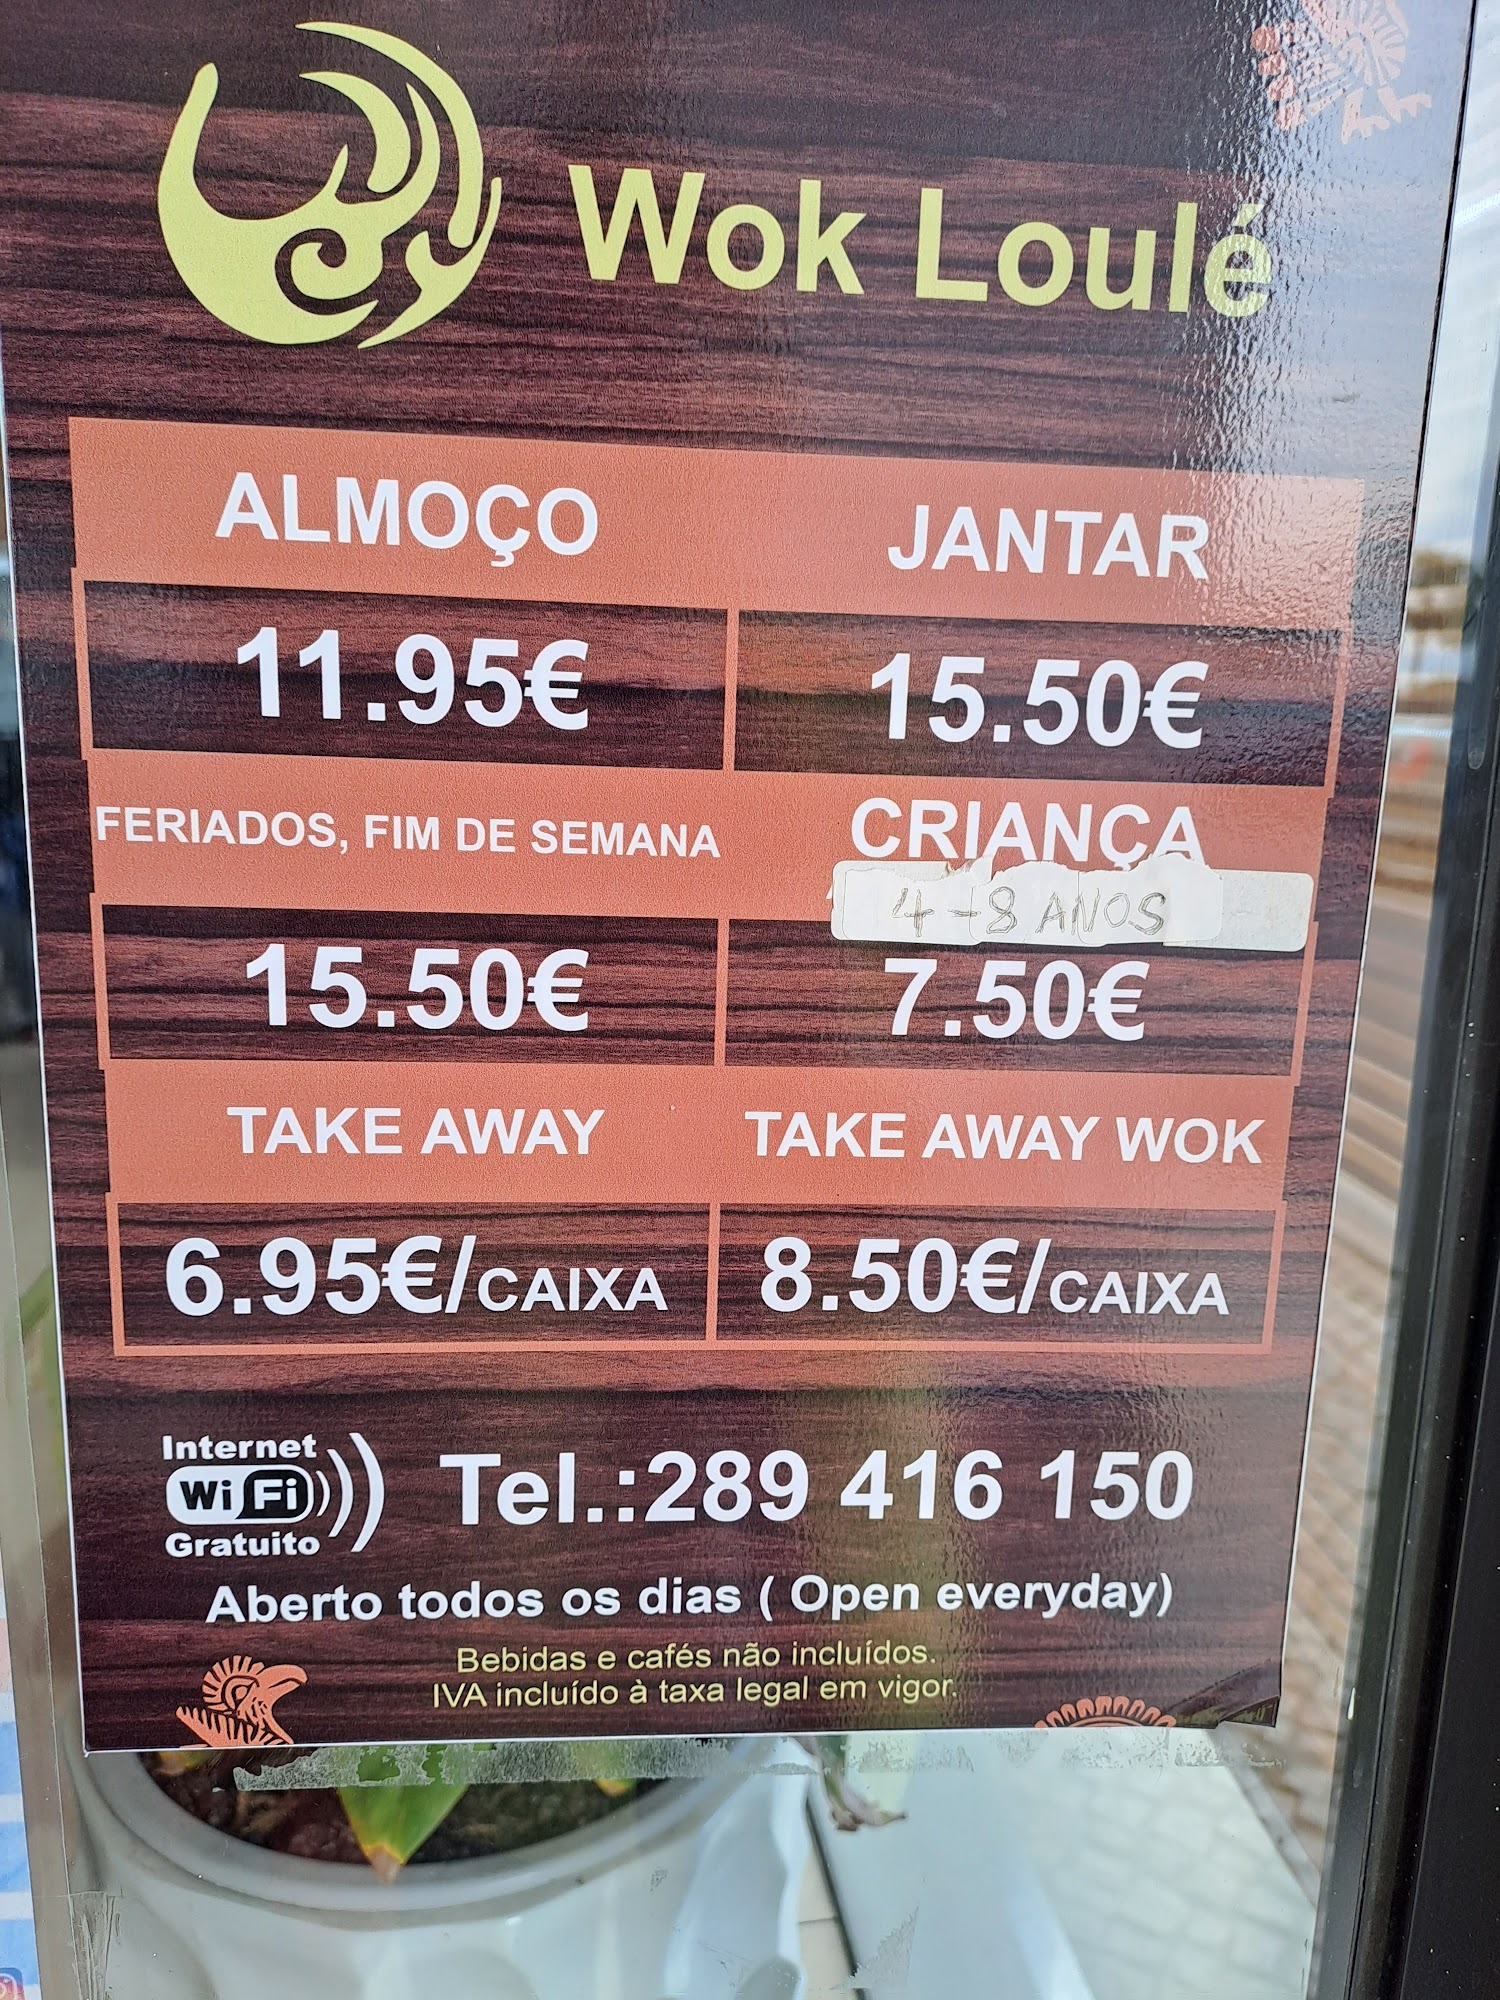 Wok Loulé
ALMOÇO
JANTAR
11.95€
15.50€
FERIADOS, FIM DE SEMANA
CRIANÇA
4-8 ANOS
15.50€
7.50€
TAKE AWAY
TAKE AWAY WOK
6.95€/CAIXA
8.50€/CAIXA
Internet
WiFi
Gratuito
Tel.:289 416 150
Aberto todos os dias ( Open everyday)
Bebidas e cafés não incluídos.
IVA incluído à taxa legal em vigor.